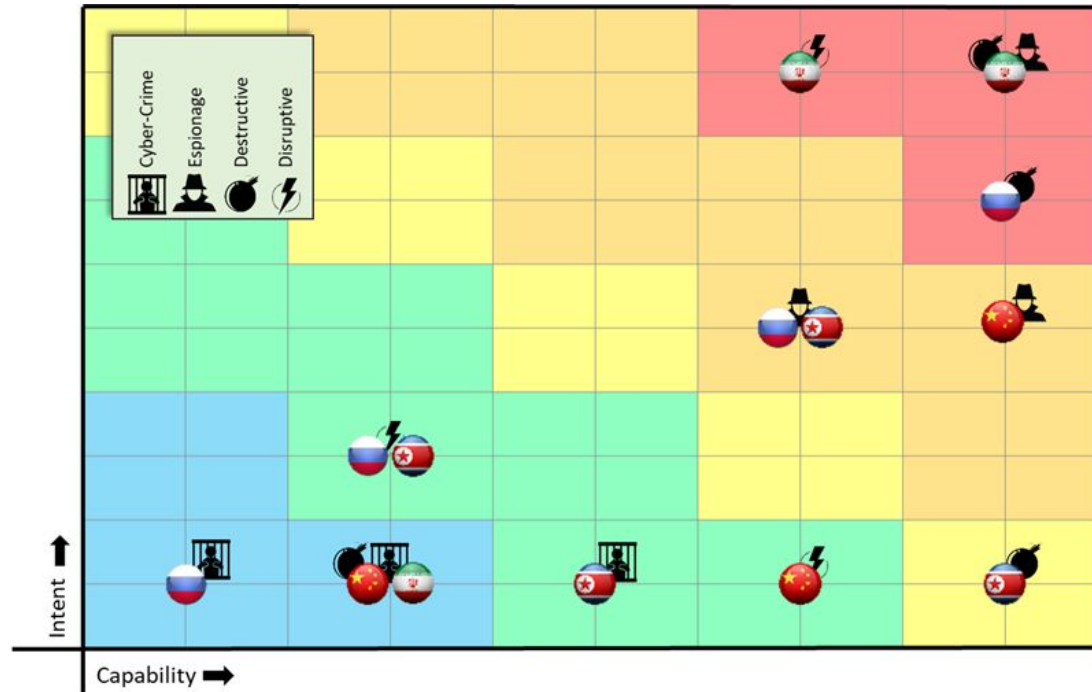 Cyber-Crime
Espionage
Destructive
Disruptive
Intent
Capability